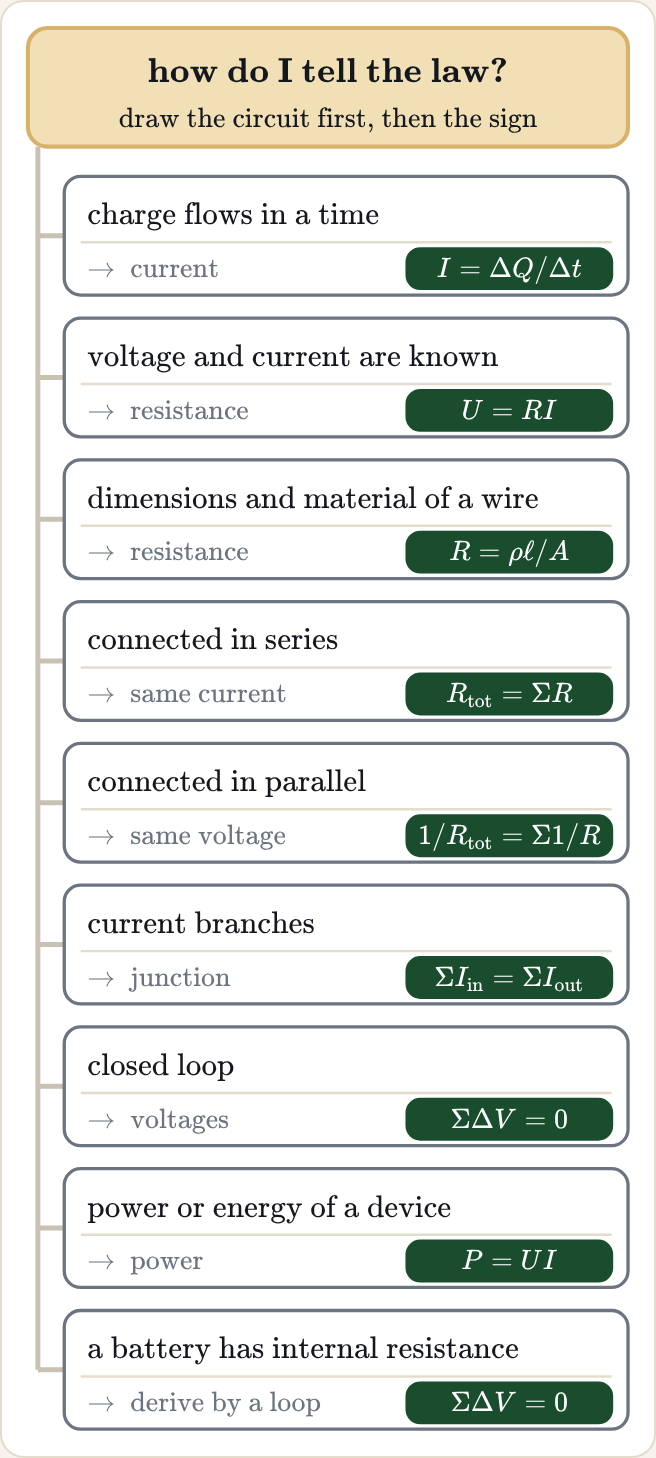 how do I tell the law?
draw the circuit first, then the sign
charge flows in a time
→ current I = ΔQ/Δt
voltage and current are known
→ resistance U = RI
dimensions and material of a wire
→ resistance R = ρℓ/A
connected in series
→ same current R_tot = ΣR
connected in parallel
→ same voltage 1/R_tot = Σ1/R
current branches
→ junction ΣI_in = ΣI_out
closed loop
→ voltages ΣΔV = 0
power or energy of a device
→ power P = UI
a battery has internal resistance
→ derive by a loop ΣΔV = 0